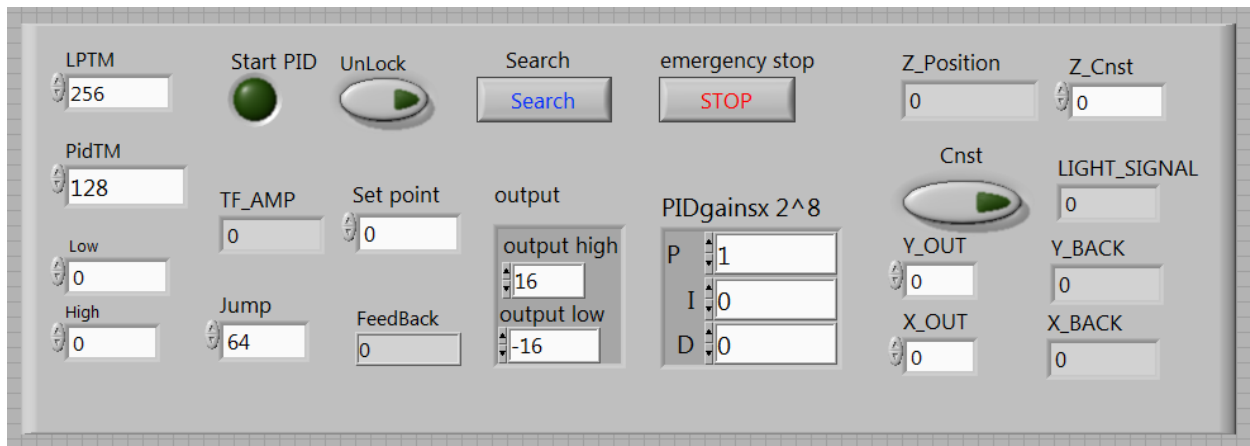 LPTM
256
Start PID
UnLock
Search
Search
emergency stop
STOP
Z_Position
0
Z_Cnst
0
PidTM
128
TF_AMP
0
Set point
0
output
output high
16
output low
-16
PIDgainsx 2^8
P
1
I
0
D
0
Cnst
LIGHT_SIGNAL
0
Low
0
High
0
Jump
64
FeedBack
0
Y_OUT
0
Y_BACK
0
X_OUT
0
X_BACK
0